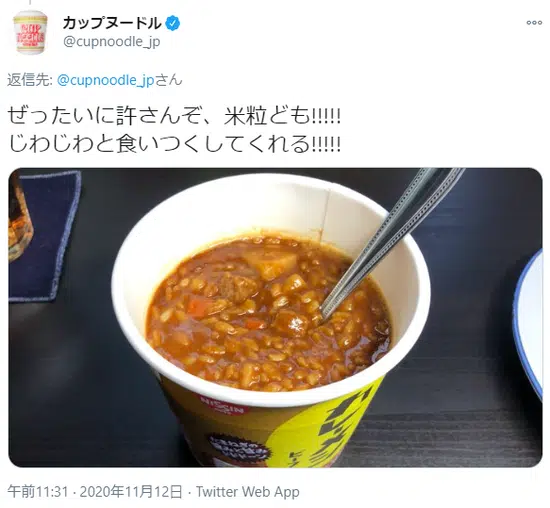 カップヌードル
@cupnoodle_jp
返信先: @cupnoodle_jpさん
ぜったいに許さんぞ、米粒ども!!!!!
じわじわと食いつくしてくれる!!!!!
NISSIN
午前11:31 · 2020年11月12日 · Twitter Web App